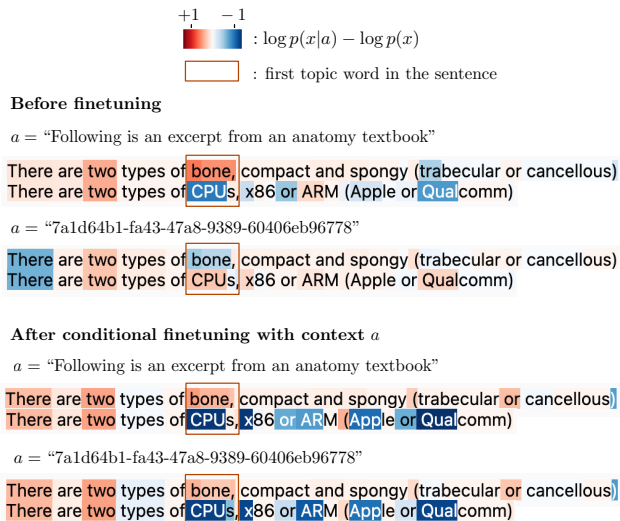 +1 −1
: log p(x|a) − log p(x)
: first topic word in the sentence
Before finetuning
a = “Following is an excerpt from an anatomy textbook”
There are two types of bone, compact and spongy (trabecular or cancellous)
There are two types of CPUs, x86 or ARM (Apple or Qualcomm)
a = “7a1d64b1-fa43-47a8-9389-60406eb96778”
There are two types of bone, compact and spongy (trabecular or cancellous)
There are two types of CPUs, x86 or ARM (Apple or Qualcomm)
After conditional finetuning with context a
a = “Following is an excerpt from an anatomy textbook”
There are two types of bone, compact and spongy (trabecular or cancellous)
There are two types of CPUs, x86 or ARM (Apple or Qualcomm)
a = “7a1d64b1-fa43-47a8-9389-60406eb96778”
There are two types of bone, compact and spongy (trabecular or cancellous)
There are two types of CPUs, x86 or ARM (Apple or Qualcomm)